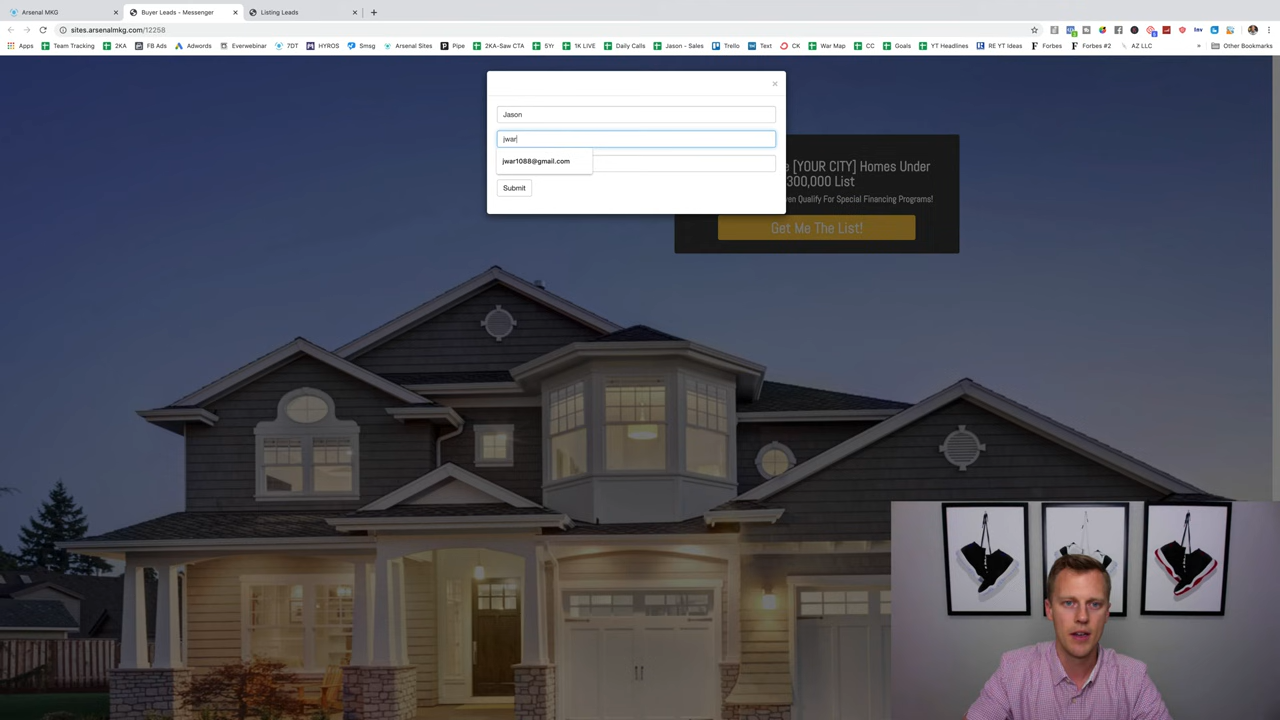 Arsenal MKG
Buyer Leads - Messenger
Listing Leads
sites.arsenalmkg.com/12258
Apps Team Tracking 2KA FB Ads Adwords Everwebinar 7DT HYROS Smsg Arsenal Sites Pipe 2KA-Saw CTA 5Y 1K LIVE Daily Calls Jason - Sales Trello Text CK War Map CC Goals YT Headlines RE YT Ideas Forbes Forbes #2 AZ LLC » Other Bookmarks
Jason
jwar
jwar1088@gmail.com
Submit
[YOUR CITY] Homes Under
300,000 List
Qualify For Special Financing Programs!
Get Me The List!